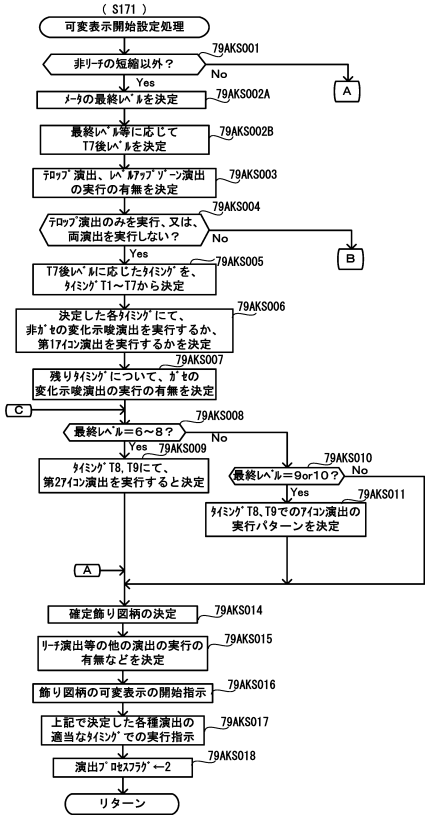 ( S171 )
可変表示開始設定処理
79AKS001
非リーチの短縮以外？
No
Yes
A
79AKS002A
ﾒｰﾀの最終ﾚﾍﾞﾙを決定
79AKS002B
最終ﾚﾍﾞﾙ等に応じて
T7後ﾚﾍﾞﾙを決定
79AKS003
ﾃﾛｯﾌﾟ演出、ﾚﾍﾞﾙｱｯﾌﾟｿﾞｰﾝ演出
の実行の有無を決定
79AKS004
ﾃﾛｯﾌﾟ演出のみを実行、又は、
両演出を実行しない？
No
Yes
B
79AKS005
T7後ﾚﾍﾞﾙに応じたﾀｲﾐﾝｸﾞを、
ﾀｲﾐﾝｸﾞT1～T7から決定
79AKS006
決定した各ﾀｲﾐﾝｸﾞにて、
非ｶﾞｾの変化示唆演出を実行するか、
第1ｱｲｺﾝ演出を実行するかを決定
79AKS007
残りﾀｲﾐﾝｸﾞについて、ｶﾞｾの
変化示唆演出の実行の有無を決定
C
79AKS008
最終ﾚﾍﾞﾙ＝6～8？
No
Yes
79AKS009
ﾀｲﾐﾝｸﾞT8,T9にて、
第2ｱｲｺﾝ演出を実行すると決定
79AKS010
最終ﾚﾍﾞﾙ＝9or10？
No
Yes
79AKS011
ﾀｲﾐﾝｸﾞT8、T9でのｱｲｺﾝ演出の
実行パターンを決定
A
79AKS014
確定飾り図柄の決定
79AKS015
ﾘｰﾁ演出等の他の演出の実行の
有無などを決定
79AKS016
飾り図柄の可変表示の開始指示
79AKS017
上記で決定した各種演出の
適当なﾀｲﾐﾝｸﾞでの実行指示
79AKS018
演出ﾌﾟﾛｾｽﾌﾗｸﾞ←2
リターン